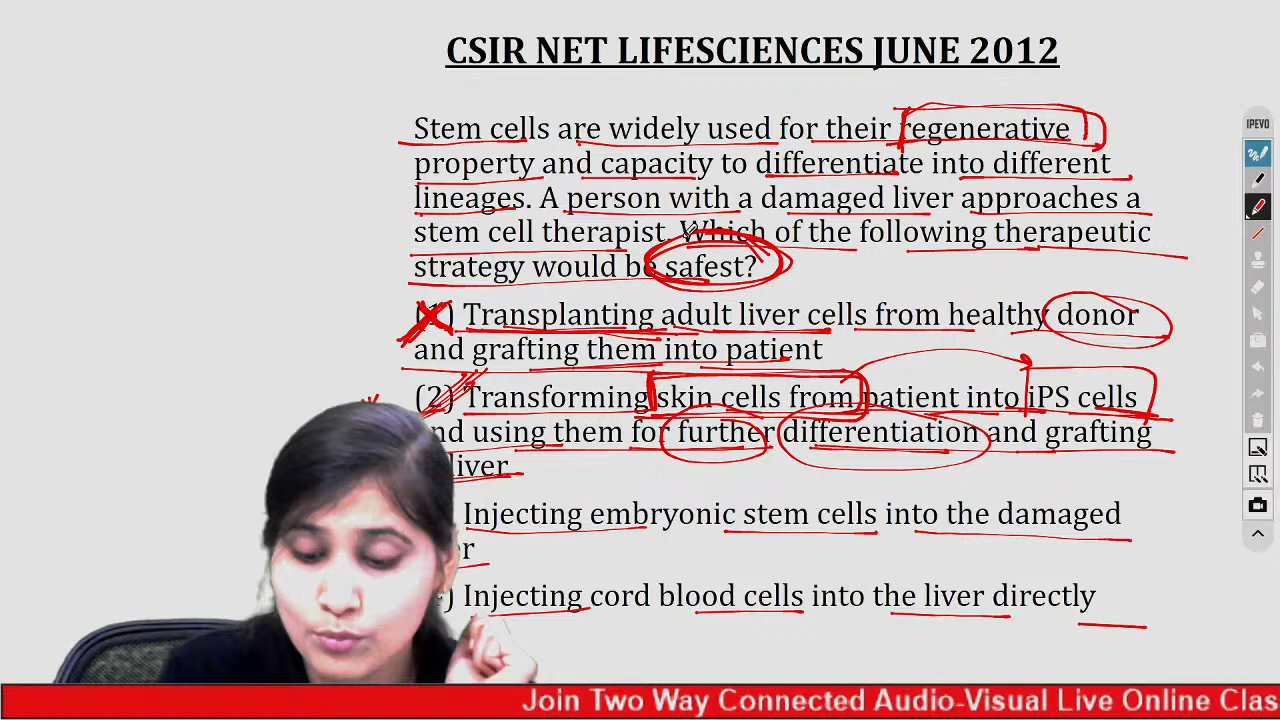 CSIR NET LIFESCIENCES JUNE 2012
Stem cells are widely used for their regenerative
property and capacity to differentiate into different
lineages. A person with a damaged liver approaches a
stem cell therapist. Which of the following therapeutic
strategy would be safest?
(1) Transplanting adult liver cells from healthy donor
and grafting them into patient
(2) Transforming skin cells from patient into iPS cells
and using them for further differentiation and grafting
liver
Injecting embryonic stem cells into the damaged
Injecting cord blood cells into the liver directly
IPEVO
Join Two Way Connected Audio-Visual Live Online Clas